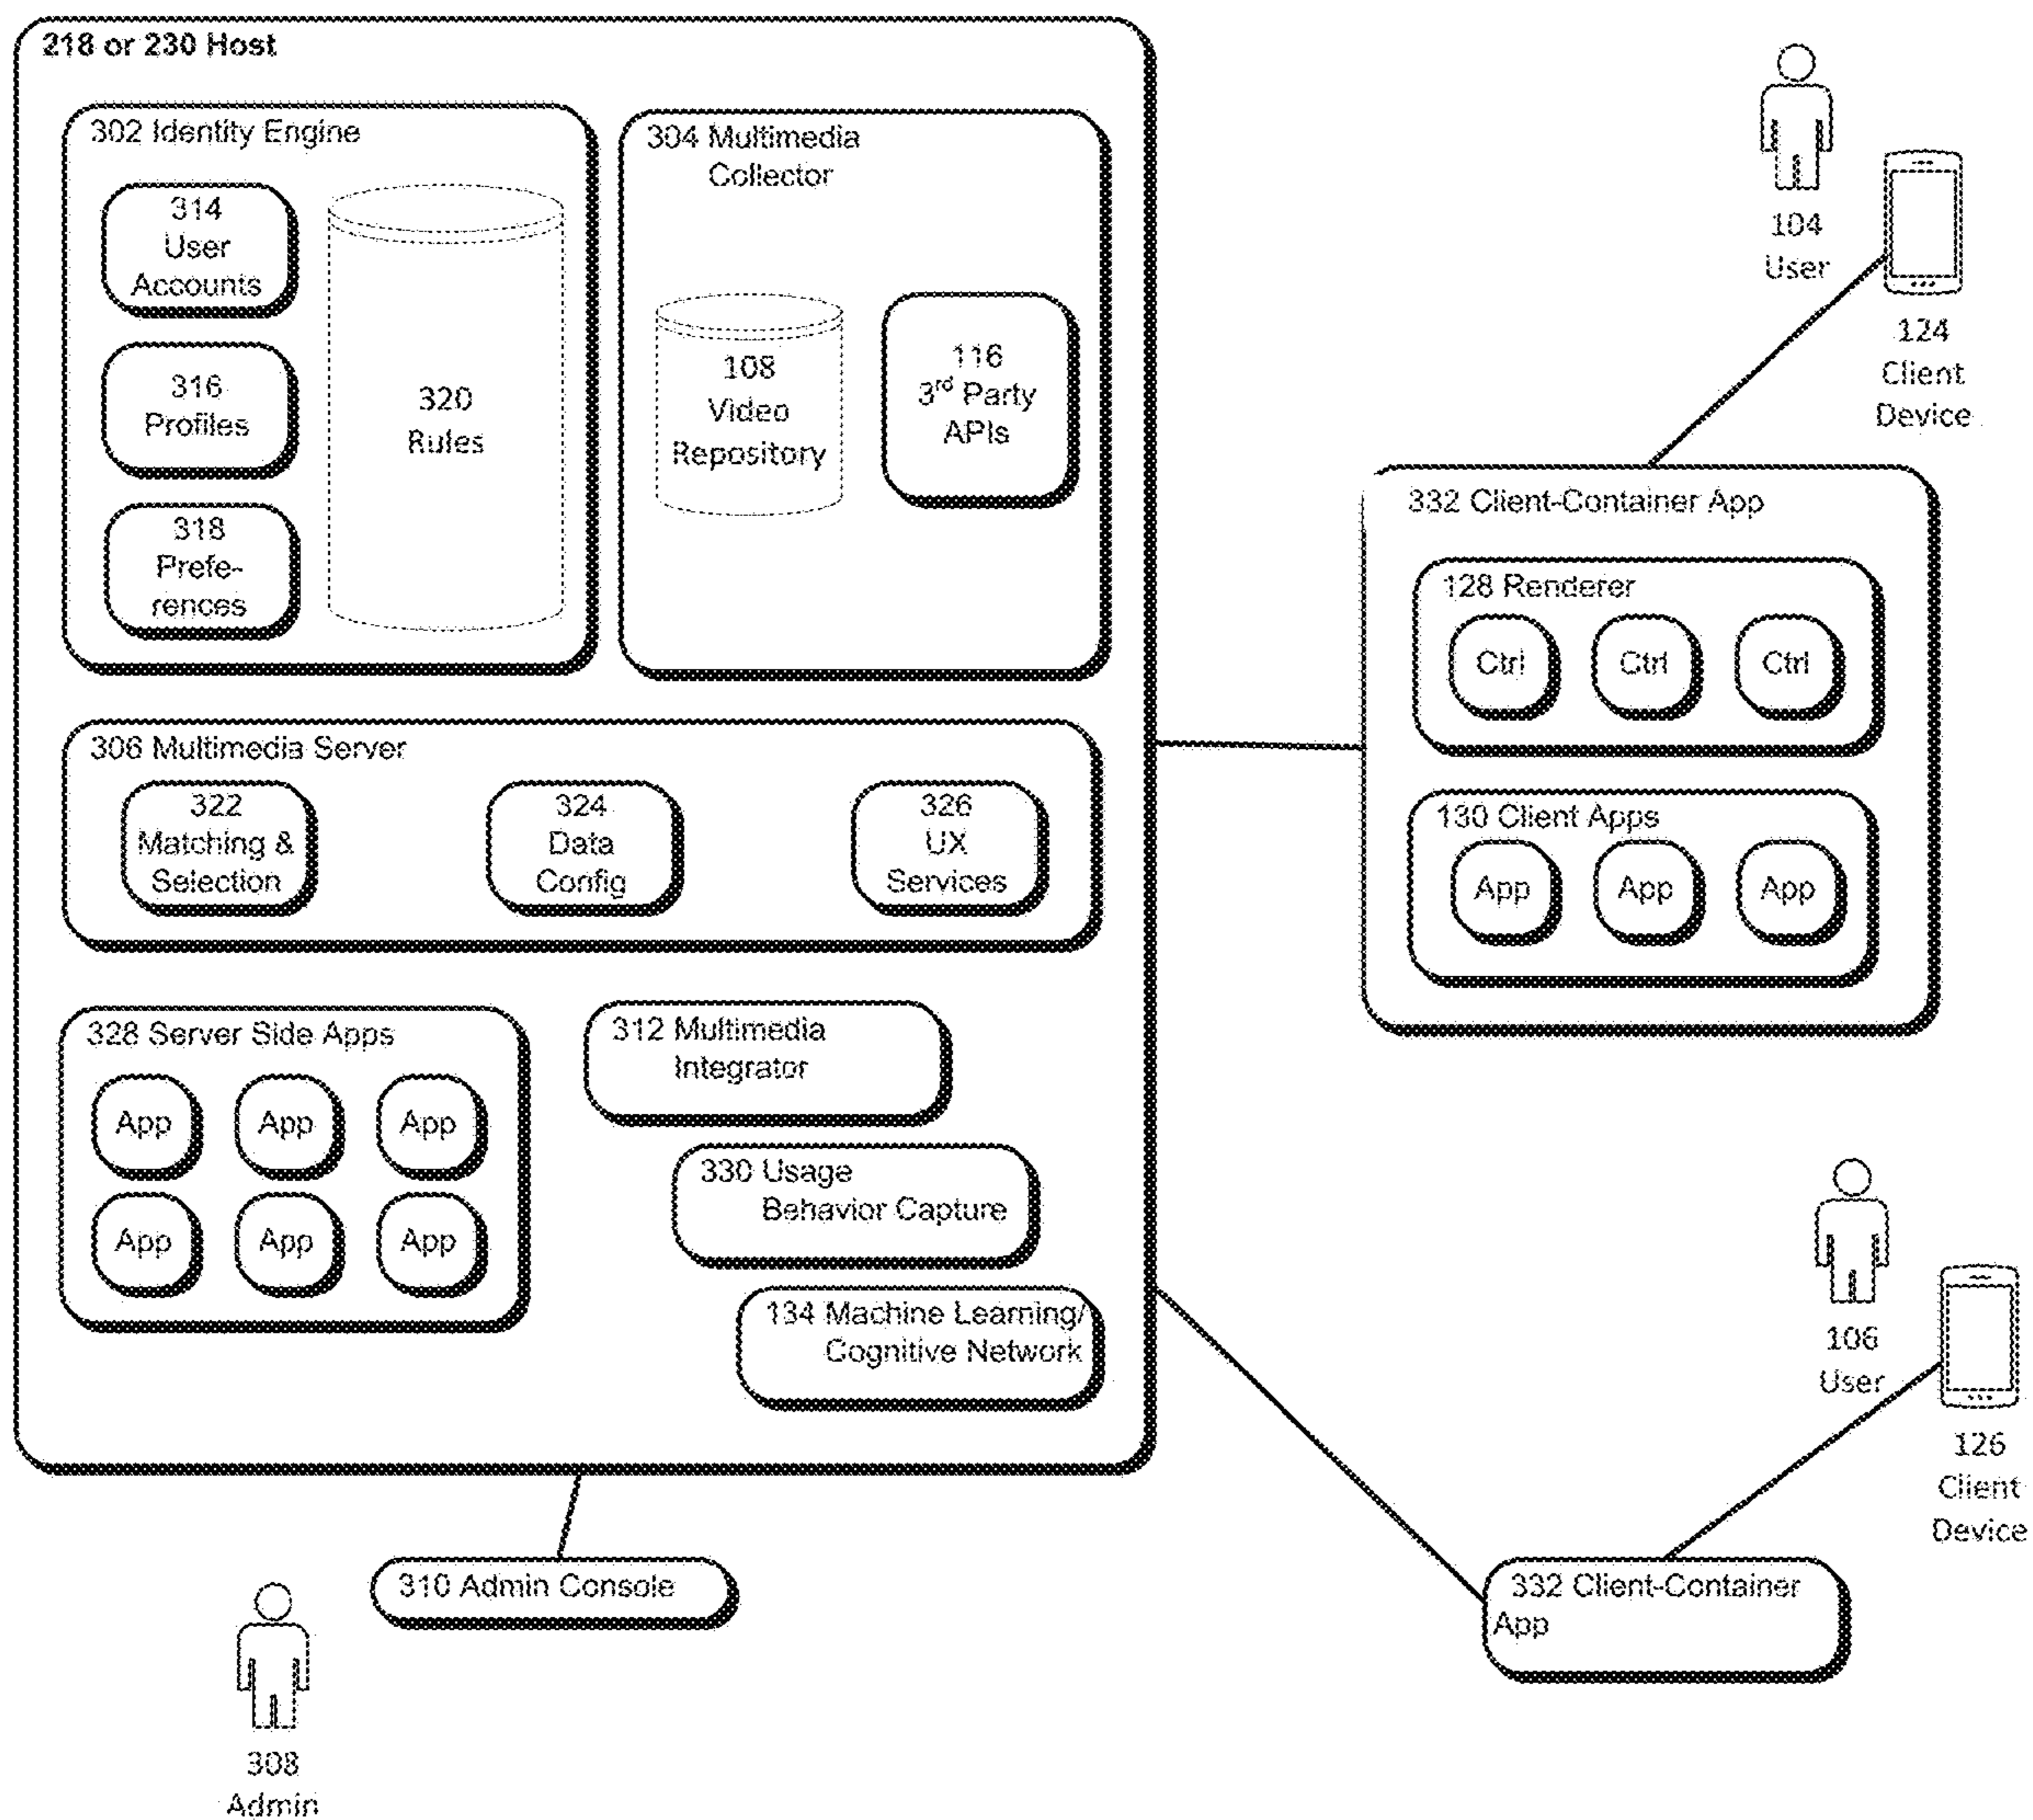 218 or 230 Host
302 Identity Engine
314
User
Accounts
316
Profiles
318
Prefe-
rences
320
Rules
304 Multimedia
Collector
108
Video
Repository
116
3rd Party
APIs
306 Multimedia Server
322
Matching &
Selection
324
Data
Config
326
UX
Services
328 Server Side Apps
App
App
App
App
App
App
312 Multimedia
Integrator
330 Usage
Behavior Capture
134 Machine Learning/
Cognitive Network
310 Admin Console
308
Admin
104
User
124
Client
Device
332 Client-Container App
128 Renderer
Ctrl
Ctrl
Ctrl
130 Client Apps
App
App
App
106
User
126
Client
Device
332 Client-Container
App